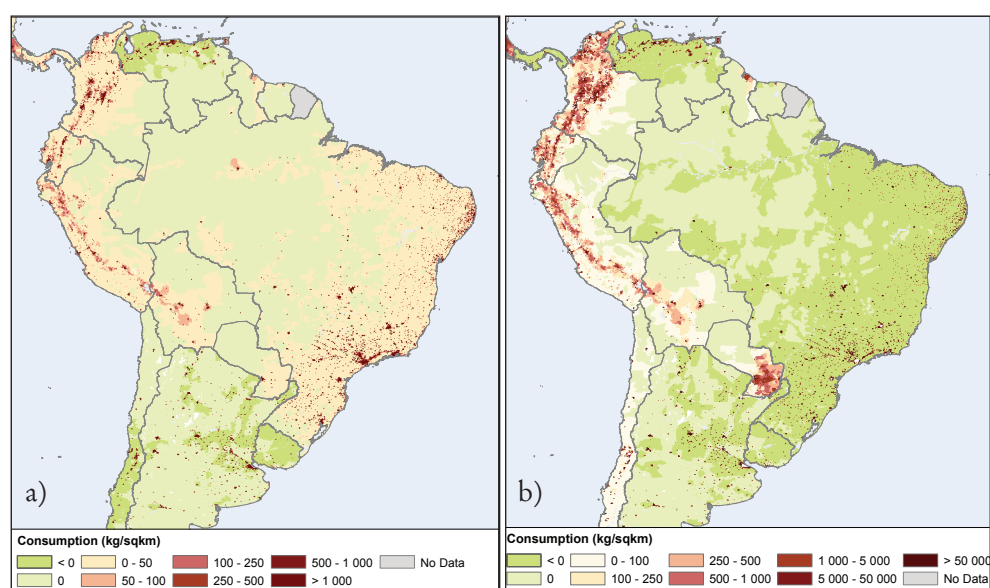 a)
Consumption (kg/sqkm)
< 0 0 - 50 100 - 250 500 - 1 000 No Data
0 50 - 100 250 - 500 > 1 000
b)
Consumption (kg/sqkm)
< 0 0 - 100 250 - 500 1 000 - 5 000 > 50 000
0 100 - 250 500 - 1 000 5 000 - 50 000 No Data